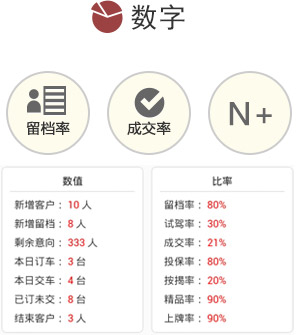 数字
留档率
成交率
N+
数值
新增客户：10 人
新增留档：8 人
剩余意向：333 人
本日订车：3 台
本日交车：4 台
已订未交：8 台
结束客户：3 人
比率
留档率：80%
试驾率：30%
成交率：21%
投保率：80%
按揭率：20%
精品率：90%
上牌率：90%